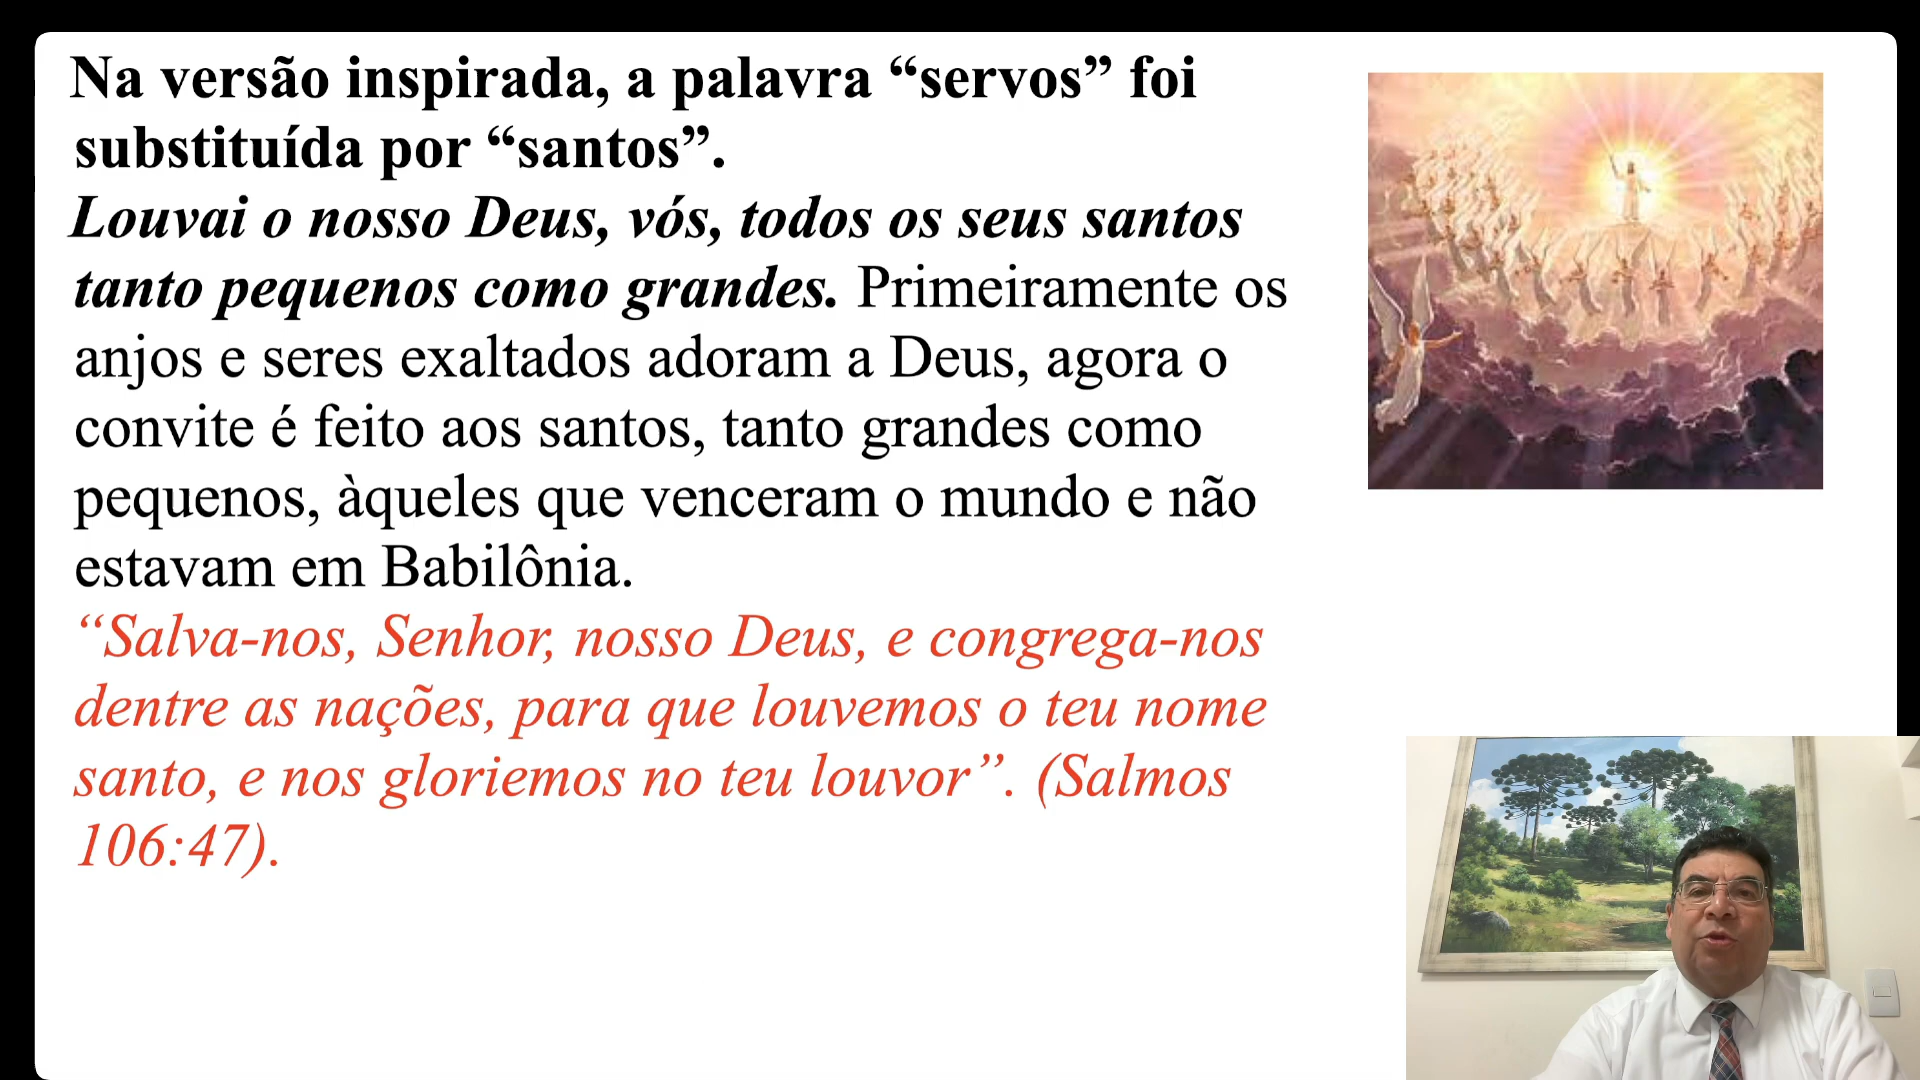 Na versão inspirada, a palavra “servos” foi
substituída por “santos”.
Louvai o nosso Deus, vós, todos os seus santos
tanto pequenos como grandes. Primeiramente os
anjos e seres exaltados adoram a Deus, agora o
convite é feito aos santos, tanto grandes como
pequenos, àqueles que venceram o mundo e não
estavam em Babilônia.
“Salva-nos, Senhor, nosso Deus, e congrega-nos
dentre as nações, para que louvemos o teu nome
santo, e nos gloriemos no teu louvor”. (Salmos
106:47).